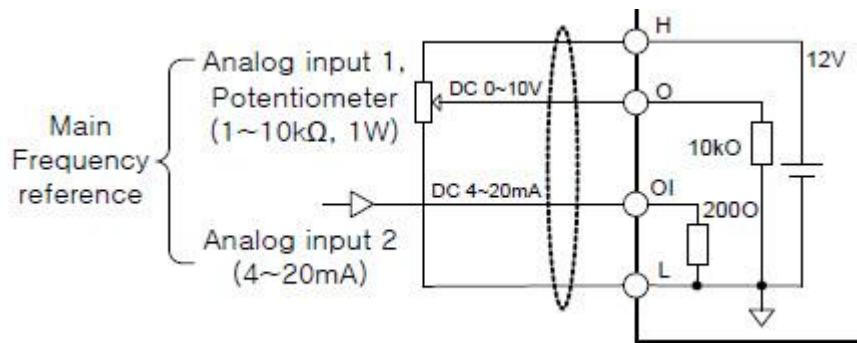 Main
Frequency
reference
Analog input 1,
Potentiometer
(1~10kΩ, 1W)
Analog input 2
(4~20mA)
DC 0~10V
DC 4~20mA
H
O
OI
L
12V
10kO
200O